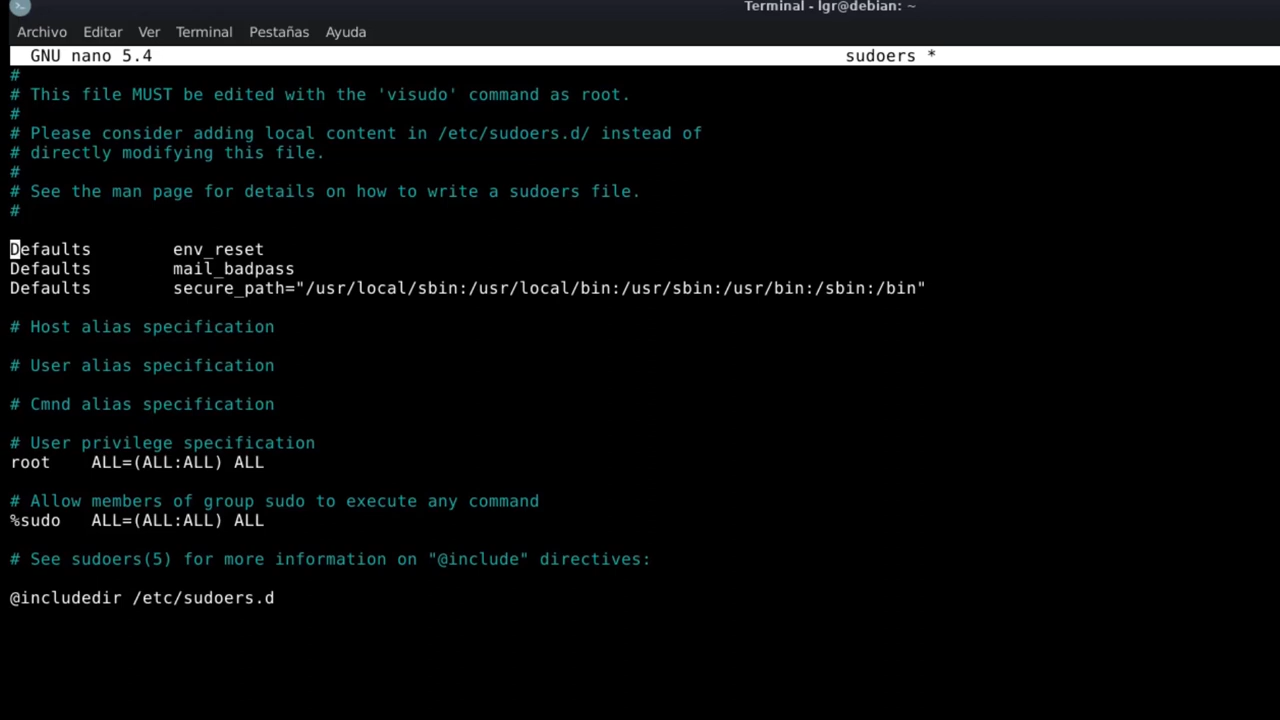 Terminal - lgr@debian: ~
Archivo Editar Ver Terminal Pestañas Ayuda
GNU nano 5.4 sudoers *
#
# This file MUST be edited with the 'visudo' command as root.
#
# Please consider adding local content in /etc/sudoers.d/ instead of
# directly modifying this file.
#
# See the man page for details on how to write a sudoers file.
#
Defaults env_reset
Defaults mail_badpass
Defaults secure_path="/usr/local/sbin:/usr/local/bin:/usr/sbin:/usr/bin:/sbin:/bin"
# Host alias specification
# User alias specification
# Cmnd alias specification
# User privilege specification
root ALL=(ALL:ALL) ALL
# Allow members of group sudo to execute any command
%sudo ALL=(ALL:ALL) ALL
# See sudoers(5) for more information on "@include" directives:
@includedir /etc/sudoers.d